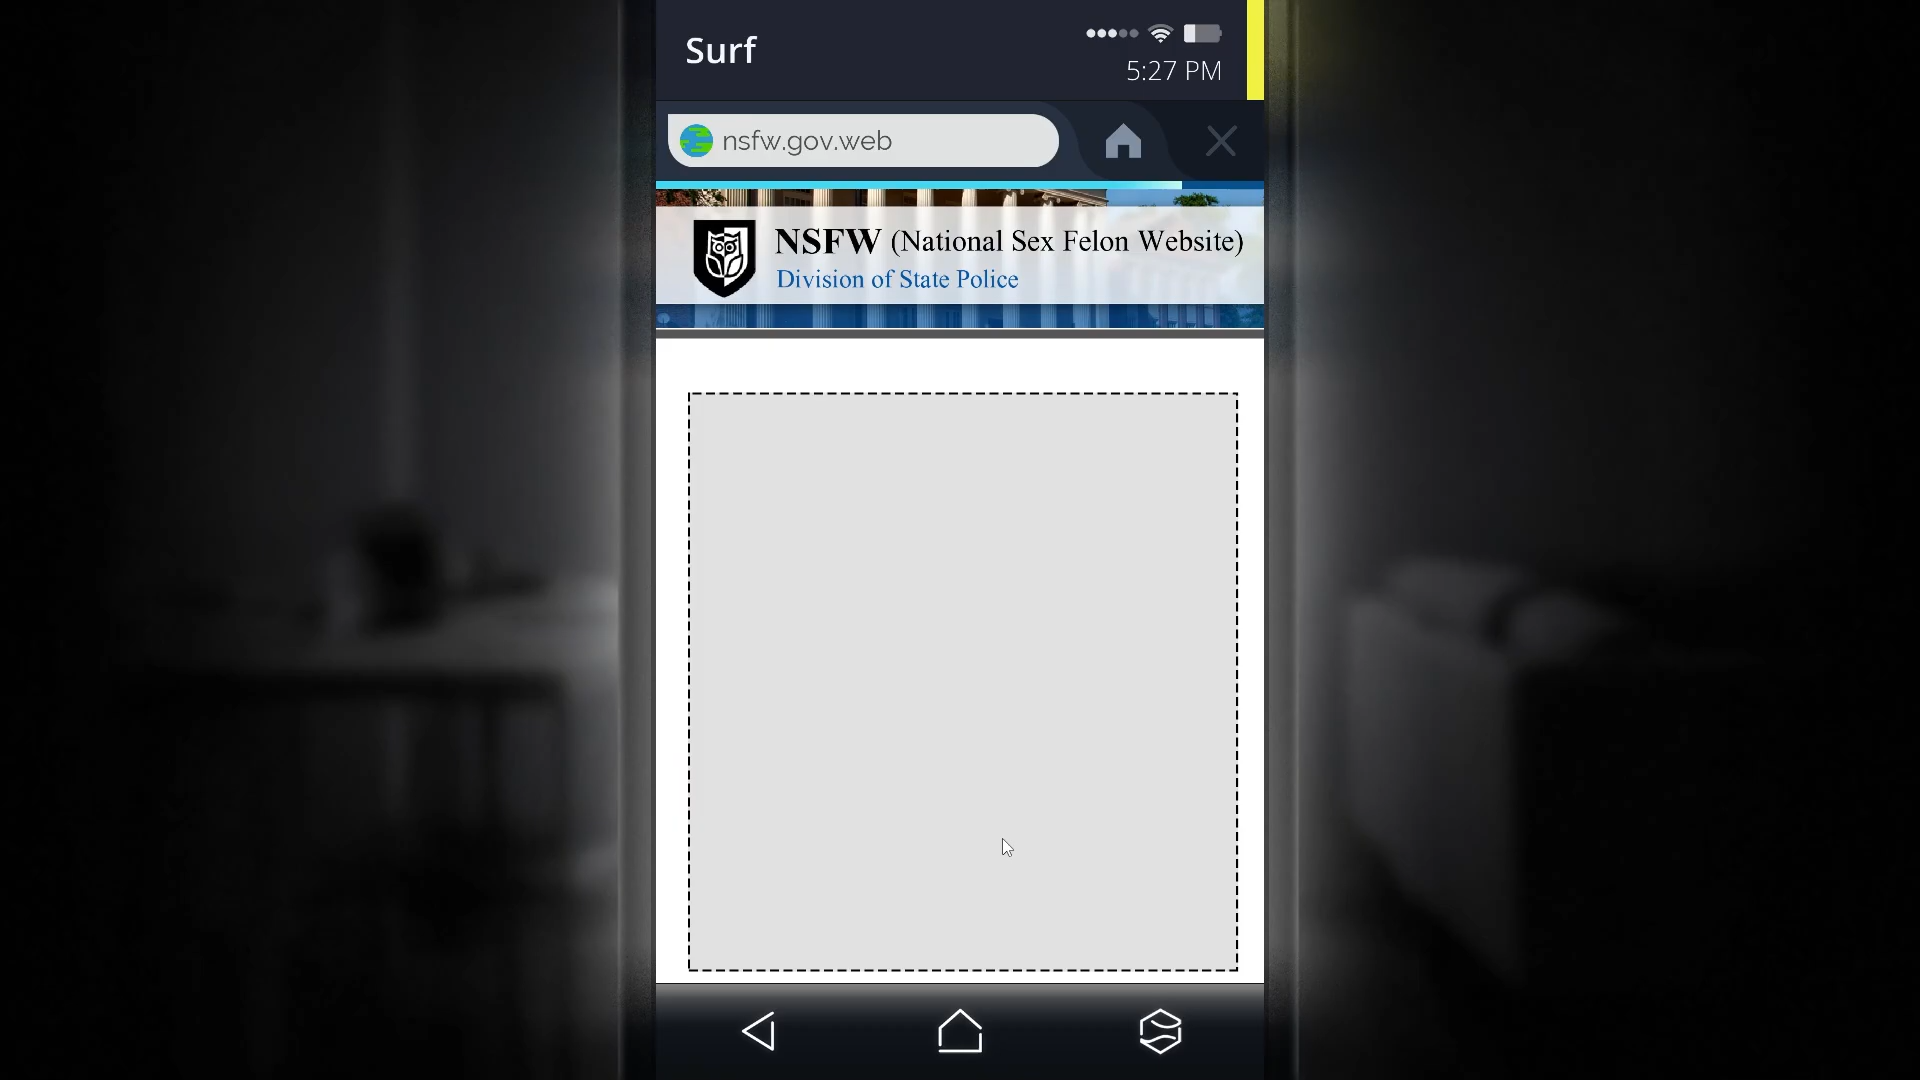 Surf
5:27 PM
nsfw.gov.web
NSFW (National Sex Felon Website)
Division of State Police